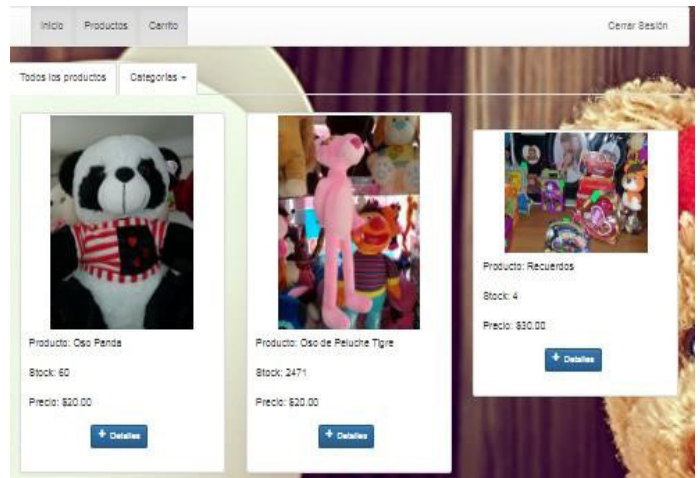 Inicio Productos Carrito Cerrar Sesión
Todos los productos Categorías
Producto: Oso Panda
Stock: 60
Precio: $20.00
+ Detalles
Producto: Oso de Peluche Tigre
Stock: 2471
Precio: $20.00
+ Detalles
Producto: Recuerdos
Stock: 4
Precio: $30.00
+ Detalles